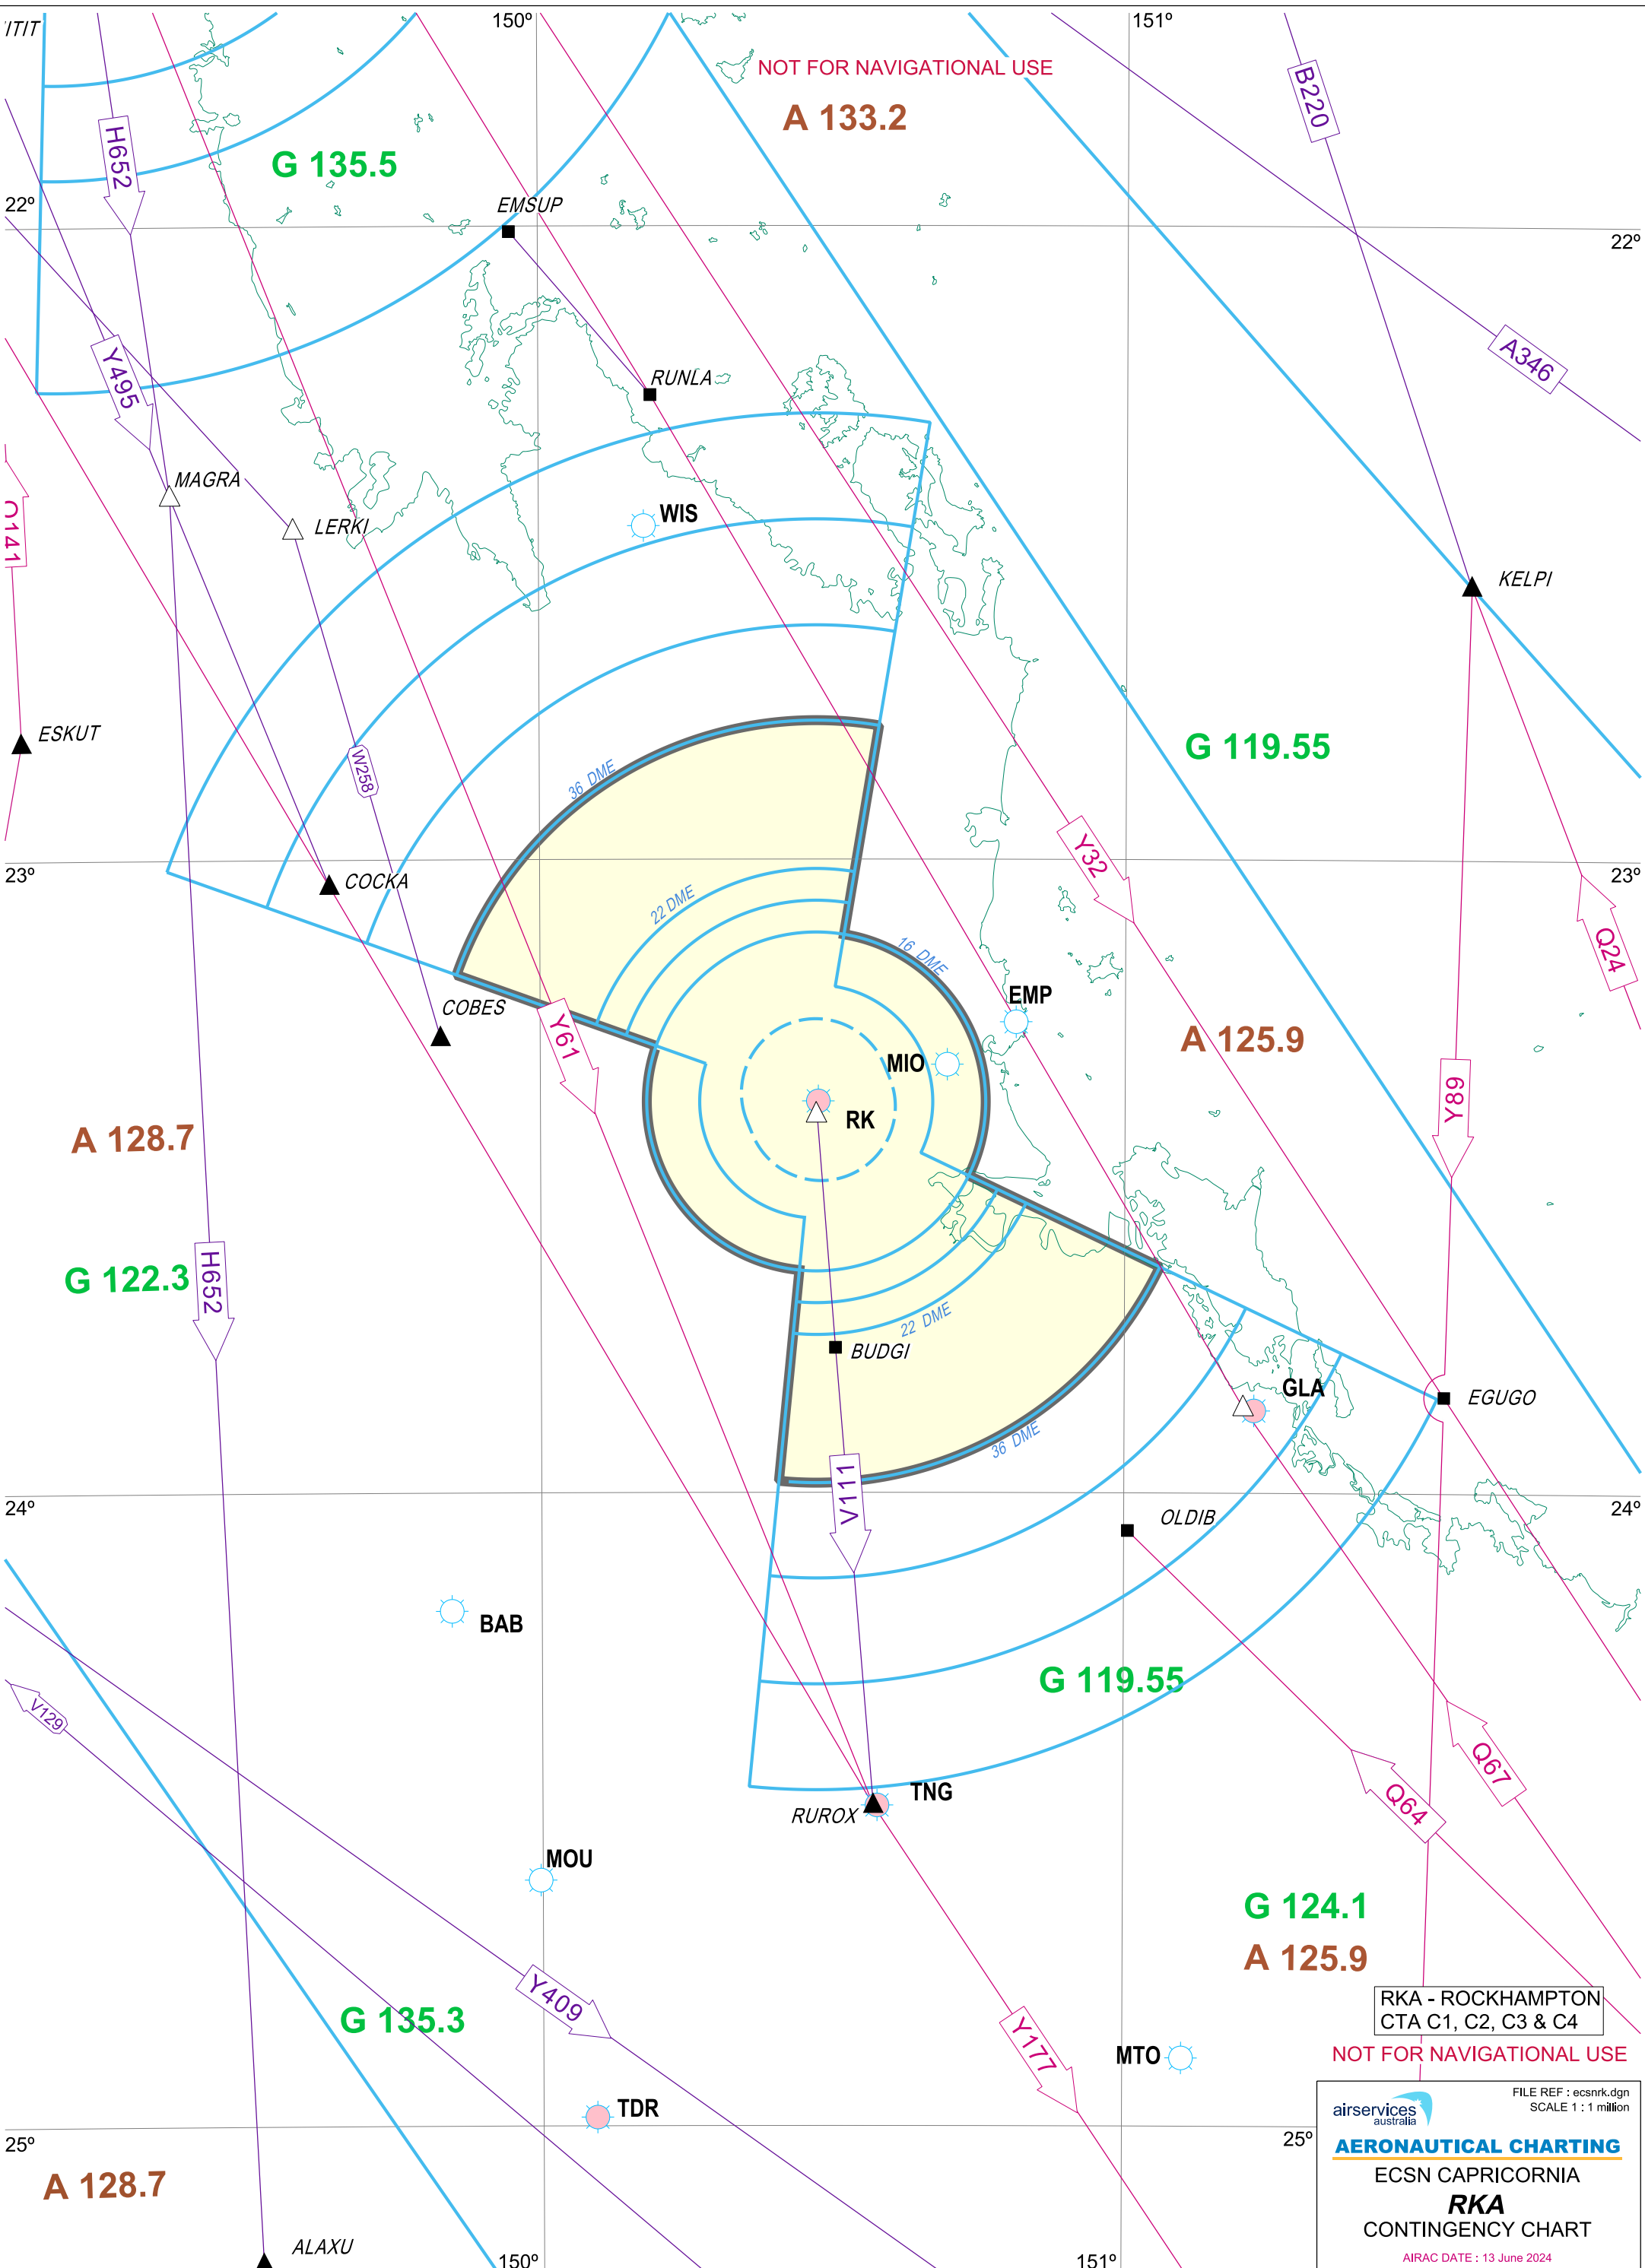 150º
151º
NOT FOR NAVIGATIONAL USE
A 133.2
B220
H652
G 135.5
EMSUP
22º
22º
A346
Y495
RUNLA
MAGRA
LERKI
WIS
KELPI
ESKUT
G 119.55
W258
36 DME
Y32
23º
COCKA
23º
22 DME
Q24
16 DME
COBES
EMP
Y61
A 125.9
MIO
Y89
RK
A 128.7
G 122.3
H652
22 DME
BUDGI
GLA
EGUGO
36 DME
V111
24º
OLDIB
24º
BAB
G 119.55
V129
Q67
TNG
RUROX
Q64
MOU
G 124.1
A 125.9
Y409
RKA - ROCKHAMPTON
CTA C1, C2, C3 & C4
G 135.3
Y177
MTO
NOT FOR NAVIGATIONAL USE
TDR
25º
25º
A 128.7
ALAXU
150º
151º
airservices
australia
FILE REF : ecsnrk.dgn
SCALE 1 : 1 million
AERONAUTICAL CHARTING
ECSN CAPRICORNIA
RKA
CONTINGENCY CHART
AIRAC DATE : 13 June 2024